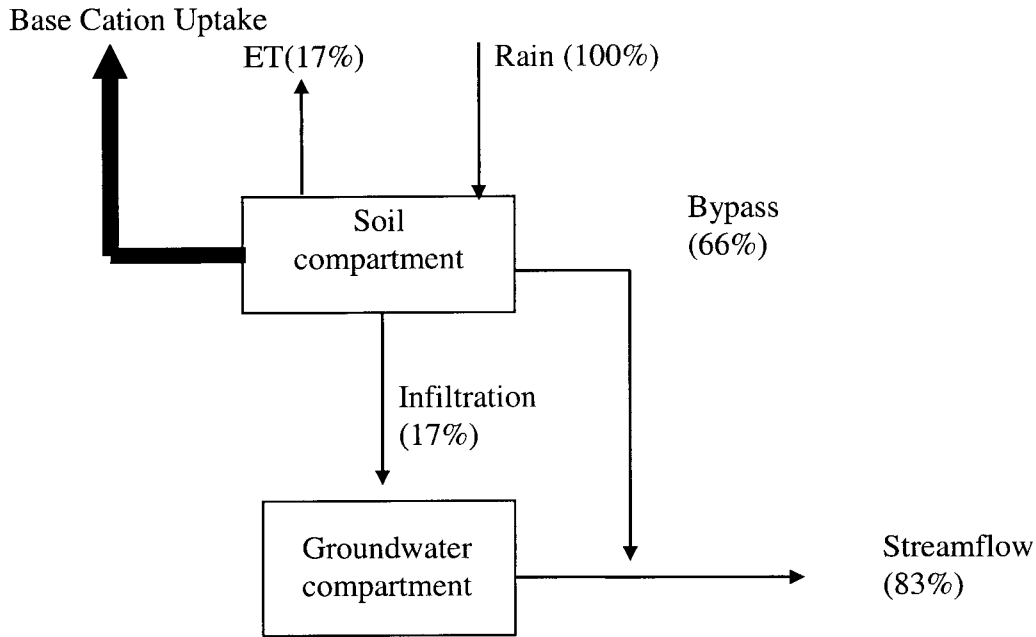 Base Cation Uptake
ET(17%)
Rain (100%)
Soil
compartment
Bypass
(66%)
Infiltration
(17%)
Groundwater
compartment
Streamflow
(83%)